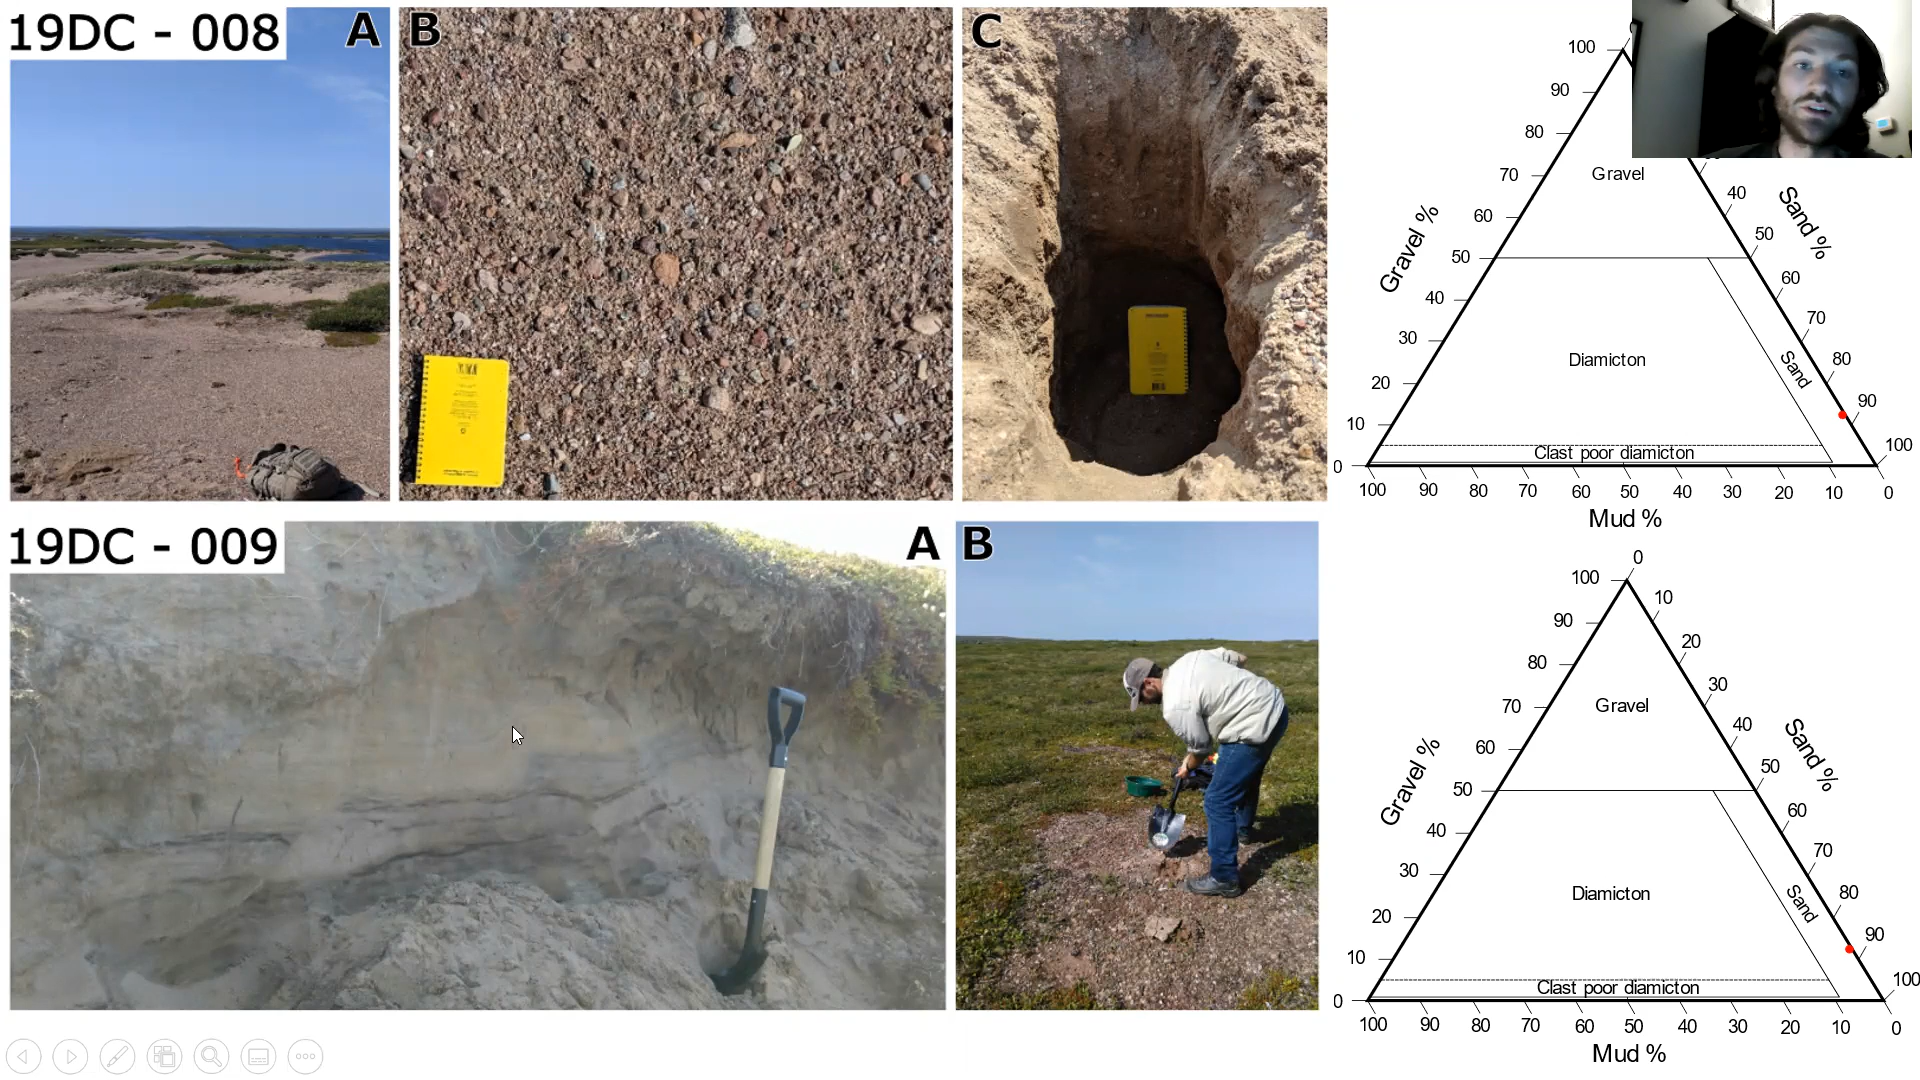 19DC - 008
A
B
C
100
90
80
70
60
50
40
30
20
10
0
Gravel %
Gravel
Diamicton
Sand
Clast poor diamicton
40
50
60
70
80
90
100
Sand %
100 90 80 70 60 50 40 30 20 10 0
Mud %
19DC - 009
A
B
100
90
80
70
60
50
40
30
20
10
0
Gravel %
Gravel
Diamicton
Sand
Clast poor diamicton
0
10
20
30
40
50
60
70
80
90
100
Sand %
100 90 80 70 60 50 40 30 20 10 0
Mud %